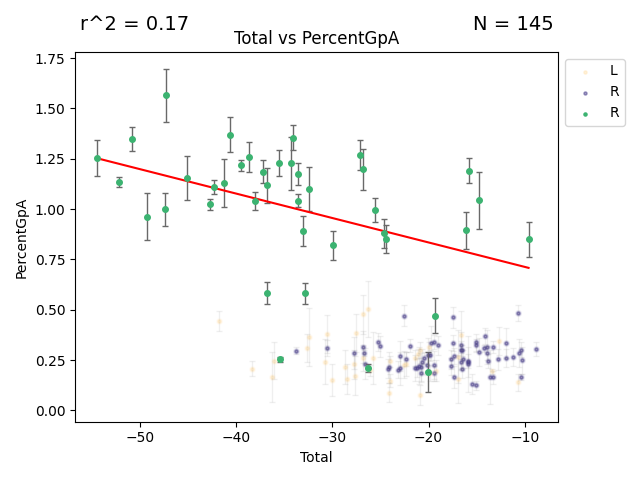 r^2 = 0.17
N = 145
Total vs PercentGpA
1.75
1.50
1.25
1.00
0.75
0.50
0.25
0.00
PercentGpA
−50
−40
−30
−20
−10
Total
L
R
R